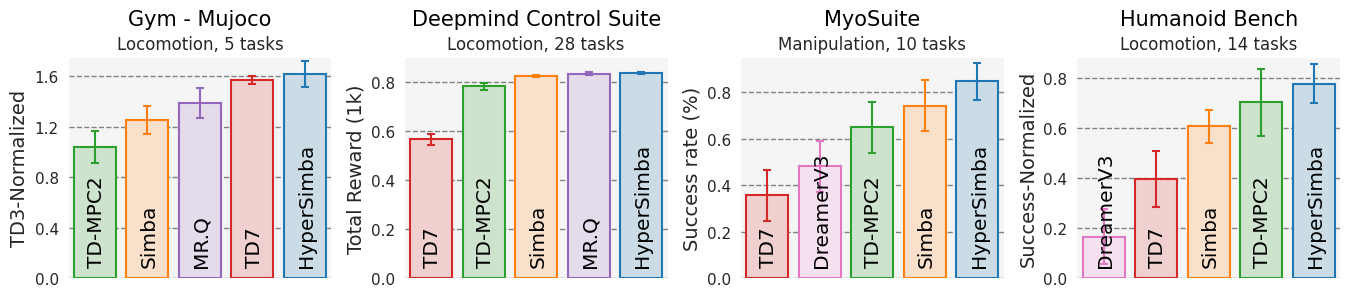 Gym - Mujoco
Locomotion, 5 tasks
TD3-Normalized
1.6
1.2
0.8
0.4
0.0
TD-MPC2
Simba
MR.Q
TD7
HyperSimba
Deepmind Control Suite
Locomotion, 28 tasks
Total Reward (1k)
0.8
0.6
0.4
0.2
0.0
TD7
TD-MPC2
Simba
MR.Q
HyperSimba
MyoSuite
Manipulation, 10 tasks
Success rate (%)
0.8
0.6
0.4
0.2
0.0
TD7
DreamerV3
TD-MPC2
Simba
HyperSimba
Humanoid Bench
Locomotion, 14 tasks
Success-Normalized
0.8
0.6
0.4
0.2
0.0
DreamerV3
TD7
Simba
TD-MPC2
HyperSimba